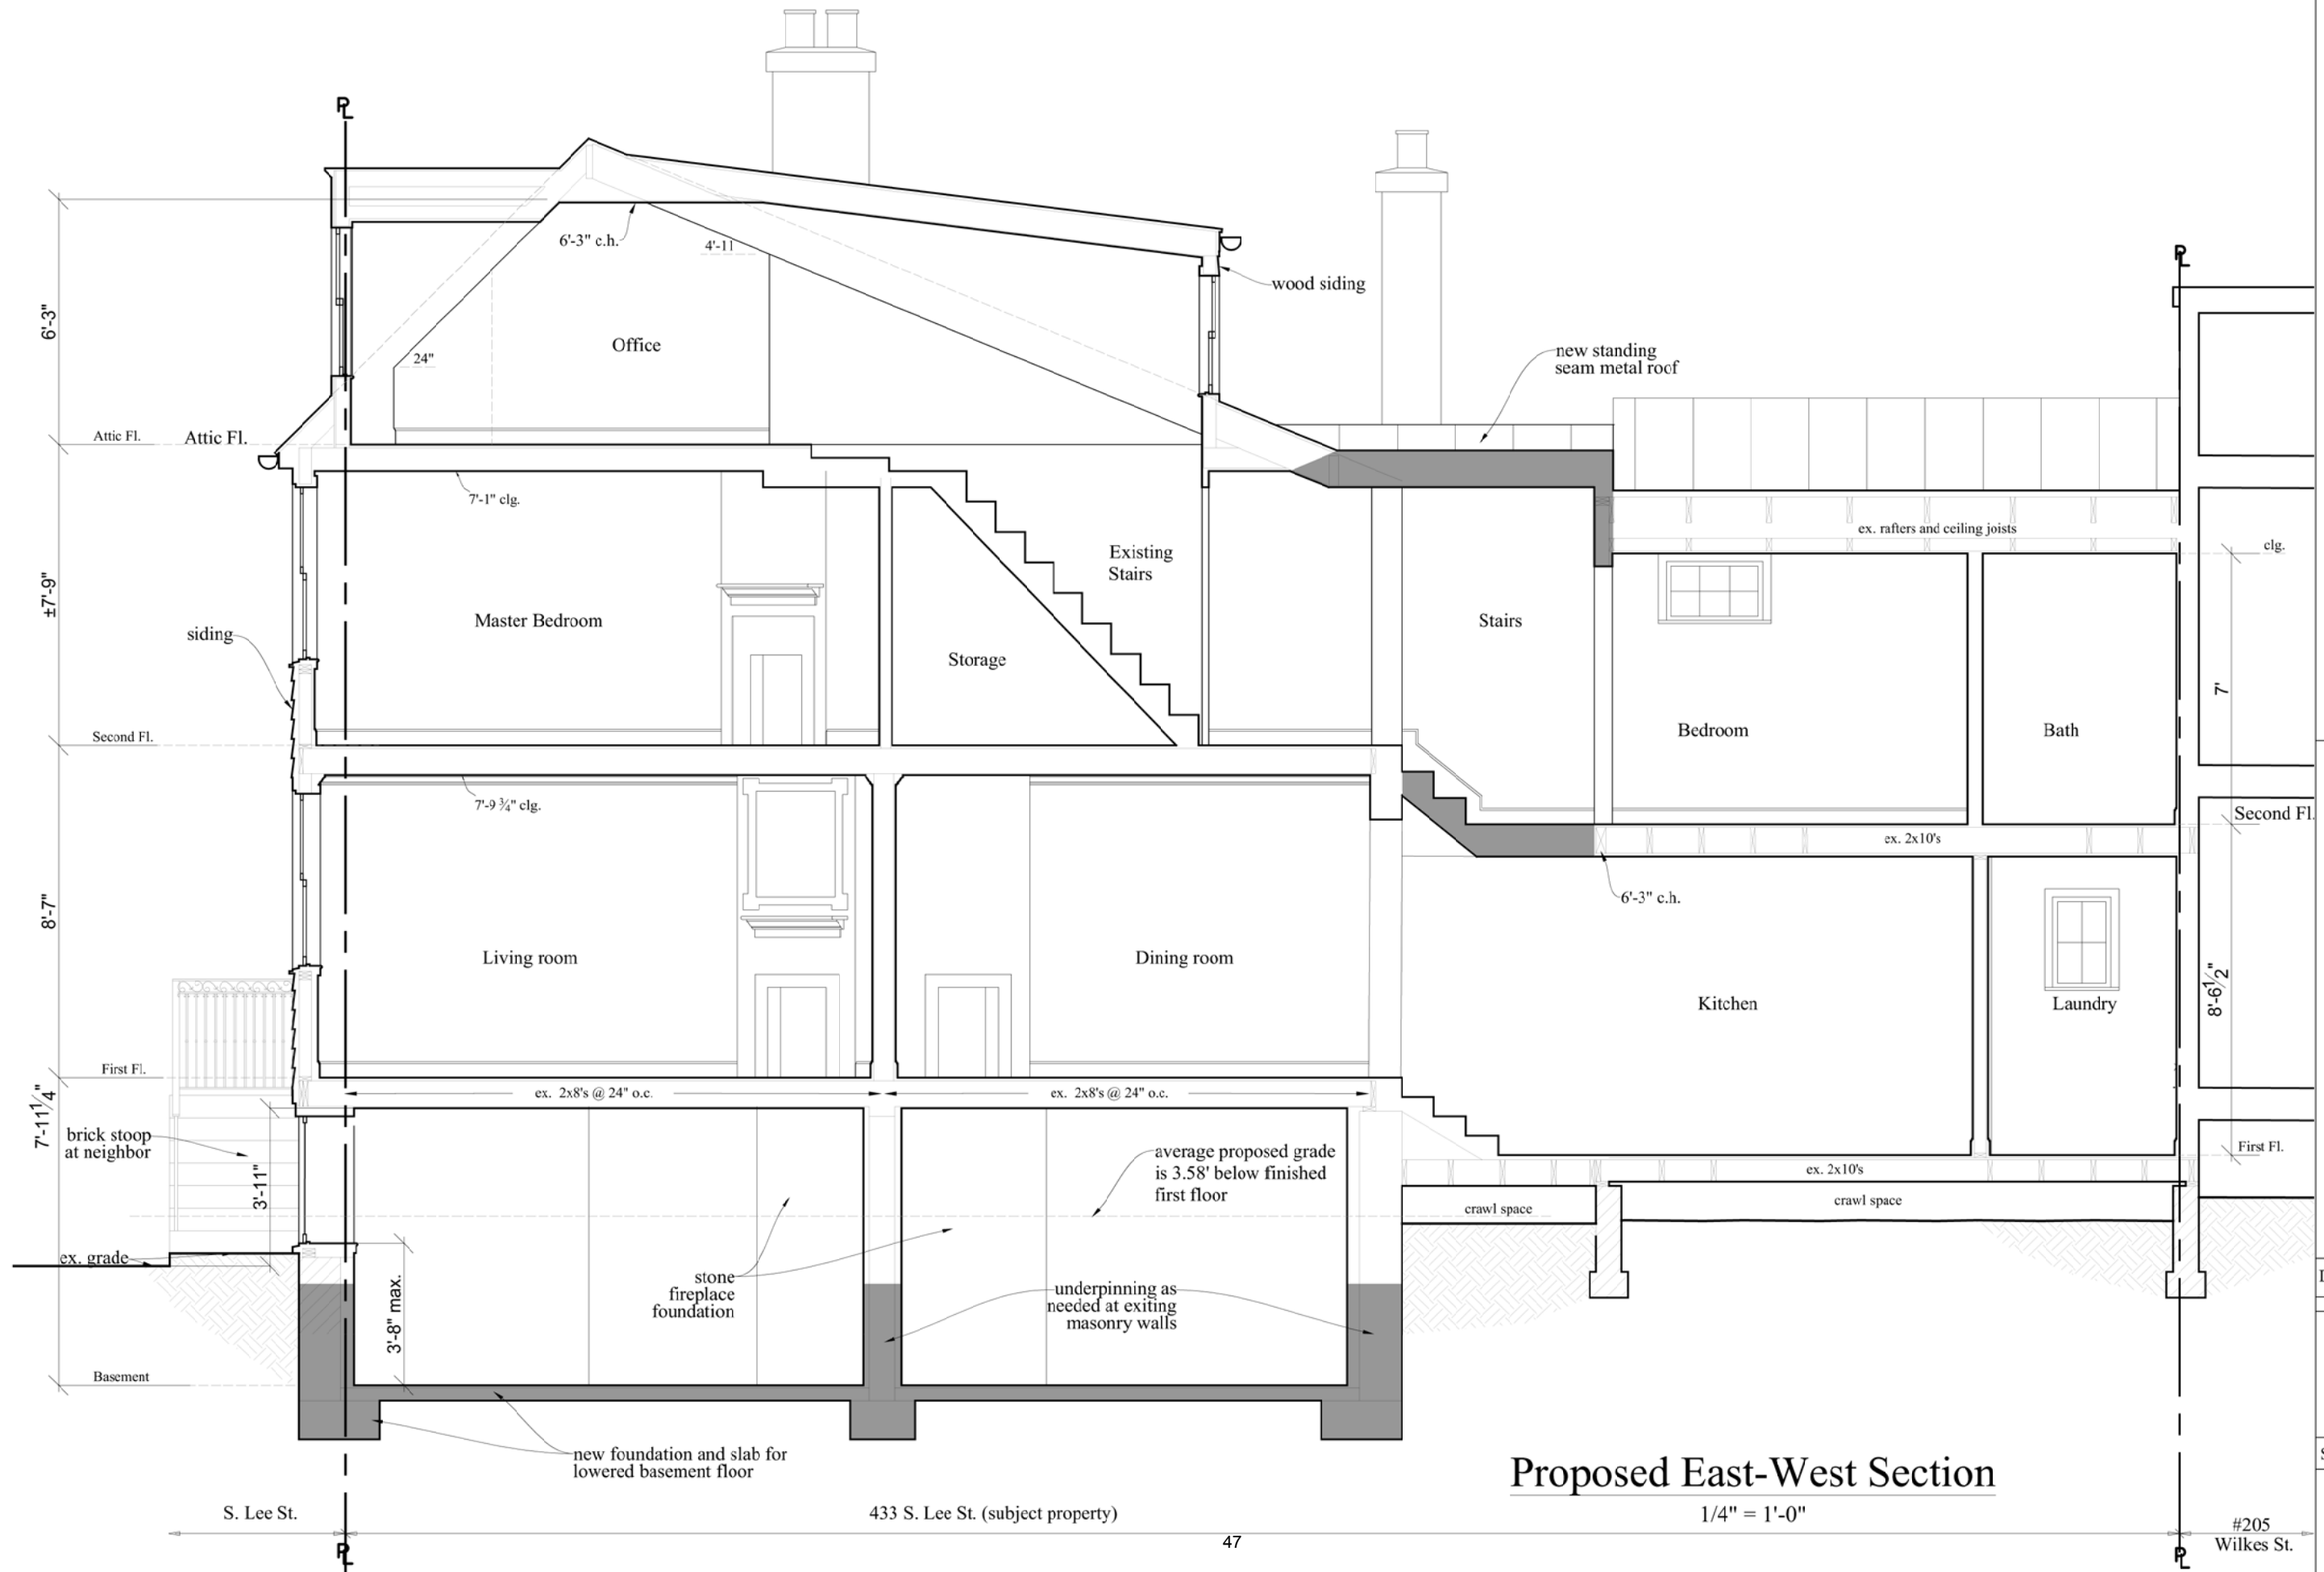 PL
6'-3" c.h.
4'-11
wood siding
PL
6'-3"
Office
24"
new standing
seam metal roof
Attic Fl.
Attic Fl.
7'-1" clg.
ex. rafters and ceiling joists
clg.
Existing
Stairs
±7'-9"
Master Bedroom
Stairs
siding
Storage
7'
Bedroom
Bath
Second Fl.
7'-9 ¾" clg.
Second Fl.
ex. 2x10's
6'-3" c.h.
8'-7"
Living room
Dining room
Kitchen
Laundry
8'-6½"
First Fl.
ex. 2x8's @ 24" o.c.
ex. 2x8's @ 24" o.c.
7'-11¼"
brick stoop
at neighbor
average proposed grade
is 3.58' below finished
first floor
First Fl.
ex. 2x10's
3'-11"
crawl space
crawl space
ex. grade
stone
fireplace
foundation
underpinning as
needed at exiting
masonry walls
3'-8" max.
Basement
new foundation and slab for
lowered basement floor
Proposed East-West Section
1/4" = 1'-0"
S. Lee St.
433 S. Lee St. (subject property)
#205
Wilkes St.
47
PL
PL